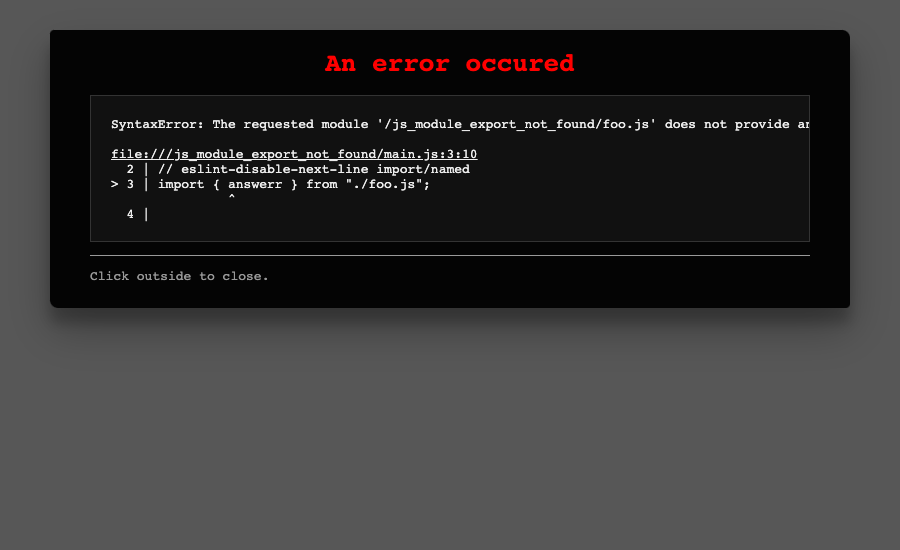 An error occured
SyntaxError: The requested module '/js_module_export_not_found/foo.js' does not provide
file:///js_module_export_not_found/main.js:3:10
2 | // eslint-disable-next-line import/named
> 3 | import { answerr } from "./foo.js";
^
4 |
Click outside to close.